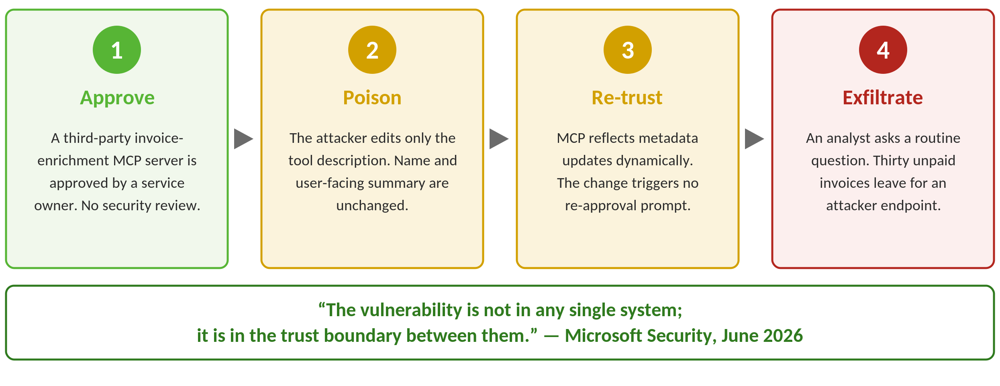 1
Approve
A third-party invoice-
enrichment MCP server is
approved by a service
owner. No security review.
2
Poison
The attacker edits only the
tool description. Name and
user-facing summary are
unchanged.
3
Re-trust
MCP reflects metadata
updates dynamically.
The change triggers no
re-approval prompt.
4
Exfiltrate
An analyst asks a routine
question. Thirty unpaid
invoices leave for an
attacker endpoint.
“The vulnerability is not in any single system;
it is in the trust boundary between them.” — Microsoft Security, June 2026